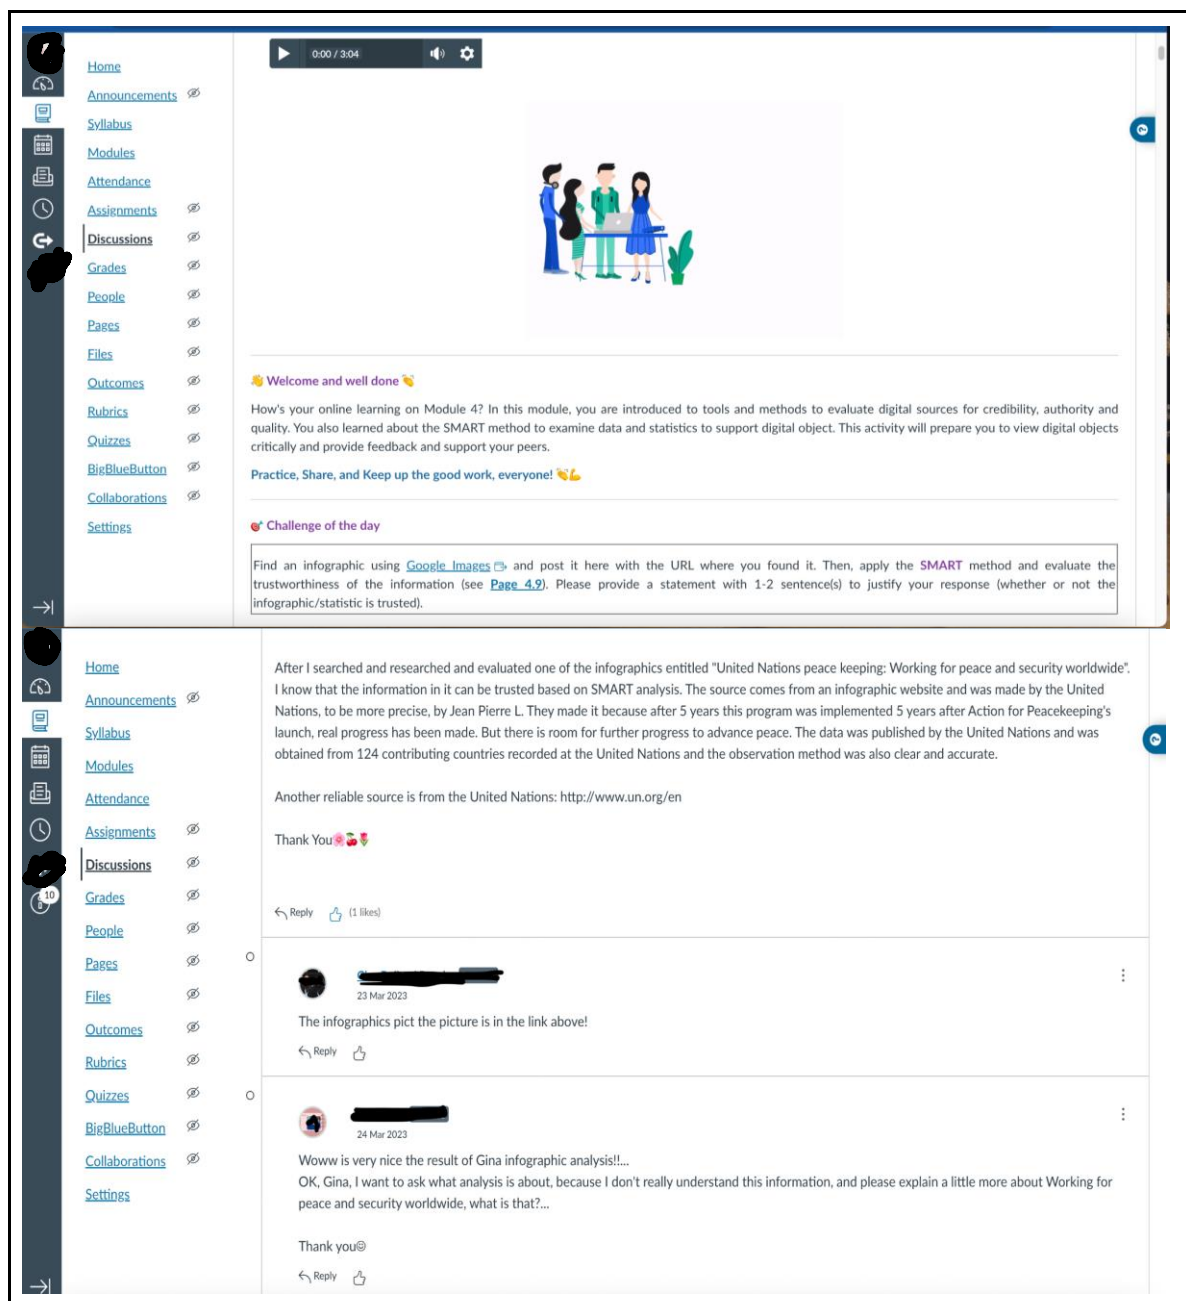 0:00 / 3:04
Home
Announcements
Syllabus
Modules
Attendance
Assignments
Discussions
Grades
People
Pages
Files
Outcomes
Rubrics
Quizzes
BigBlueButton
Collaborations
Settings
👋 Welcome and well done 👏
How's your online learning on Module 4? In this module, you are introduced to tools and methods to evaluate digital sources for credibility, authority and
quality. You also learned about the SMART method to examine data and statistics to support digital object. This activity will prepare you to view digital objects
critically and provide feedback and support your peers.
Practice, Share, and Keep up the good work, everyone! 👏💪
🎯 Challenge of the day
Find an infographic using Google Images and post it here with the URL where you found it. Then, apply the SMART method and evaluate the
trustworthiness of the information (see Page 4.9). Please provide a statement with 1-2 sentence(s) to justify your response (whether or not the
infographic/statistic is trusted).
Home
Announcements
Syllabus
Modules
Attendance
Assignments
Discussions
Grades
People
Pages
Files
Outcomes
Rubrics
Quizzes
BigBlueButton
Collaborations
Settings
10
After I searched and researched and evaluated one of the infographics entitled "United Nations peace keeping: Working for peace and security worldwide".
I know that the information in it can be trusted based on SMART analysis. The source comes from an infographic website and was made by the United
Nations, to be more precise, by Jean Pierre L. They made it because after 5 years this program was implemented 5 years after Action for Peacekeeping's
launch, real progress has been made. But there is room for further progress to advance peace. The data was published by the United Nations and was
obtained from 124 contributing countries recorded at the United Nations and the observation method was also clear and accurate.
Another reliable source is from the United Nations: http://www.un.org/en
Thank You🌸🍒🌷
Reply (1 likes)
23 Mar 2023
The infographics pict the picture is in the link above!
Reply
24 Mar 2023
Woww is very nice the result of Gina infographic analysis!!...
OK, Gina, I want to ask what analysis is about, because I don't really understand this information, and please explain a little more about Working for
peace and security worldwide, what is that?...
Thank you☺
Reply